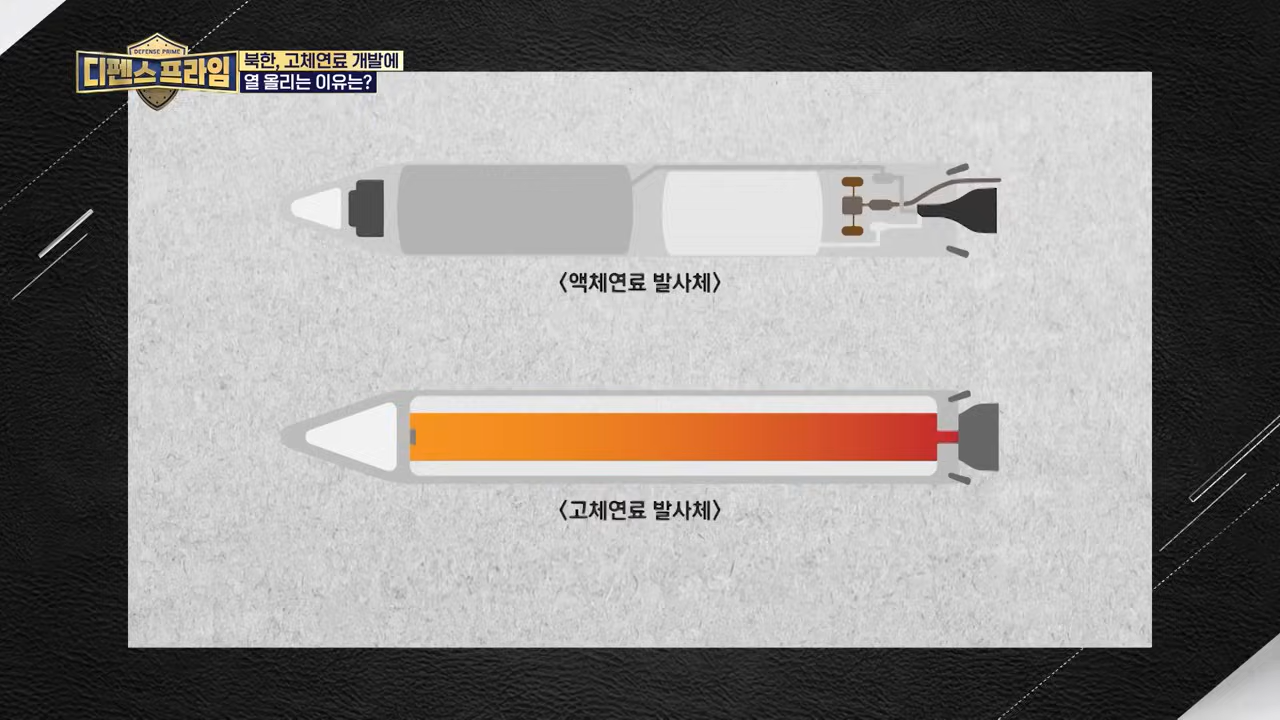 DEFENSE PRIME
디펜스 프라임
북한, 고체연료 개발에
열 올리는 이유는?
〈액체연료 발사체〉
〈고체연료 발사체〉